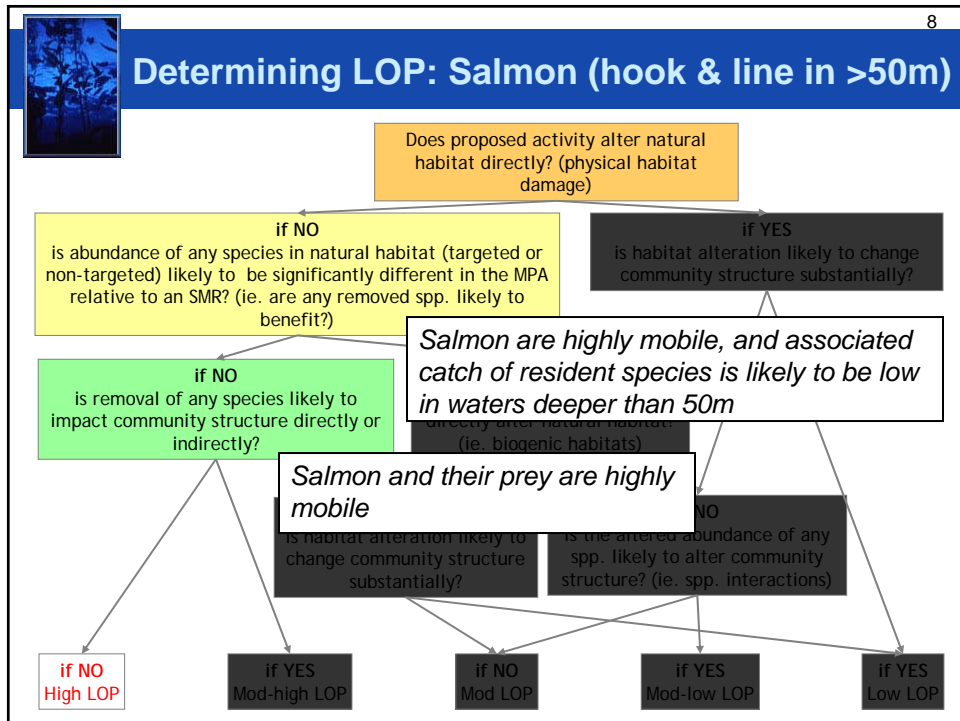 8
Determining LOP: Salmon (hook & line in >50m)
Does proposed activity alter natural
habitat directly? (physical habitat
damage)
if NO
is abundance of any species in natural habitat (targeted or
non-targeted) likely to be significantly different in the MPA
relative to an SMR? (ie. are any removed spp. likely to
benefit?)
if YES
is habitat alteration likely to change
community structure substantially?
Salmon are highly mobile, and associated
catch of resident species is likely to be low
in waters deeper than 50m
if NO
is removal of any species likely to
impact community structure directly or
indirectly?
directly alter natural habitat?
(ie. biogenic habitats)
Salmon and their prey are highly
mobile
is habitat alteration likely to
change community structure
substantially?
NO
is the altered abundance of any
spp. likely to alter community
structure? (ie. spp. interactions)
if NO
High LOP
if YES
Mod-high LOP
if NO
Mod LOP
if YES
Mod-low LOP
if YES
Low LOP